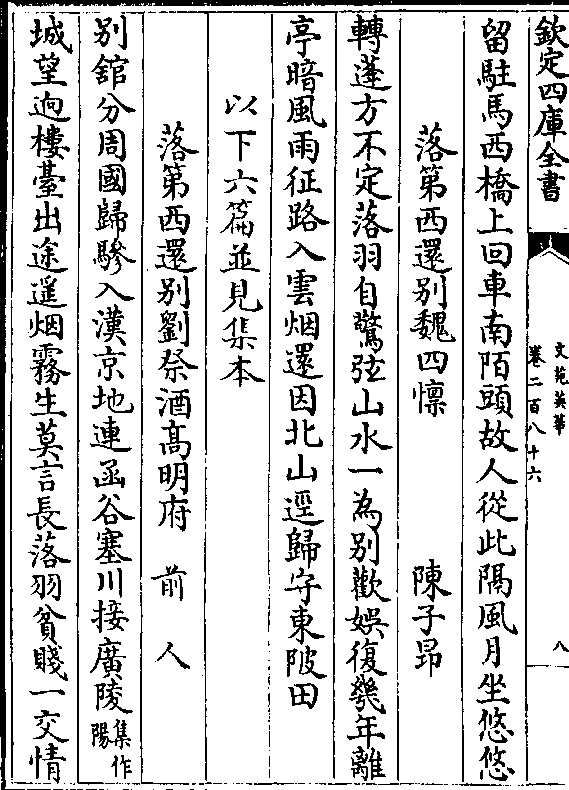 欽定四庫全書
文苑英華
卷二百八十六
八
留駐馬西橋上回車南陌頭故人從此隔風月坐悠悠
落第西還别魏四懔 陳子昻
轉蓬方不定落羽自驚弦山水一為别歡娛復幾年離
亭暗風雨征路入雲烟還因北山逕歸守東陂田
以下六篇並見集本
落第西還别劉祭酒髙明府 前人
别舘分周國歸驂入漢京地連函谷塞川接廣陵集作陽
城望逈樓臺出途遥烟霧生莫言長落羽貧賤一交情